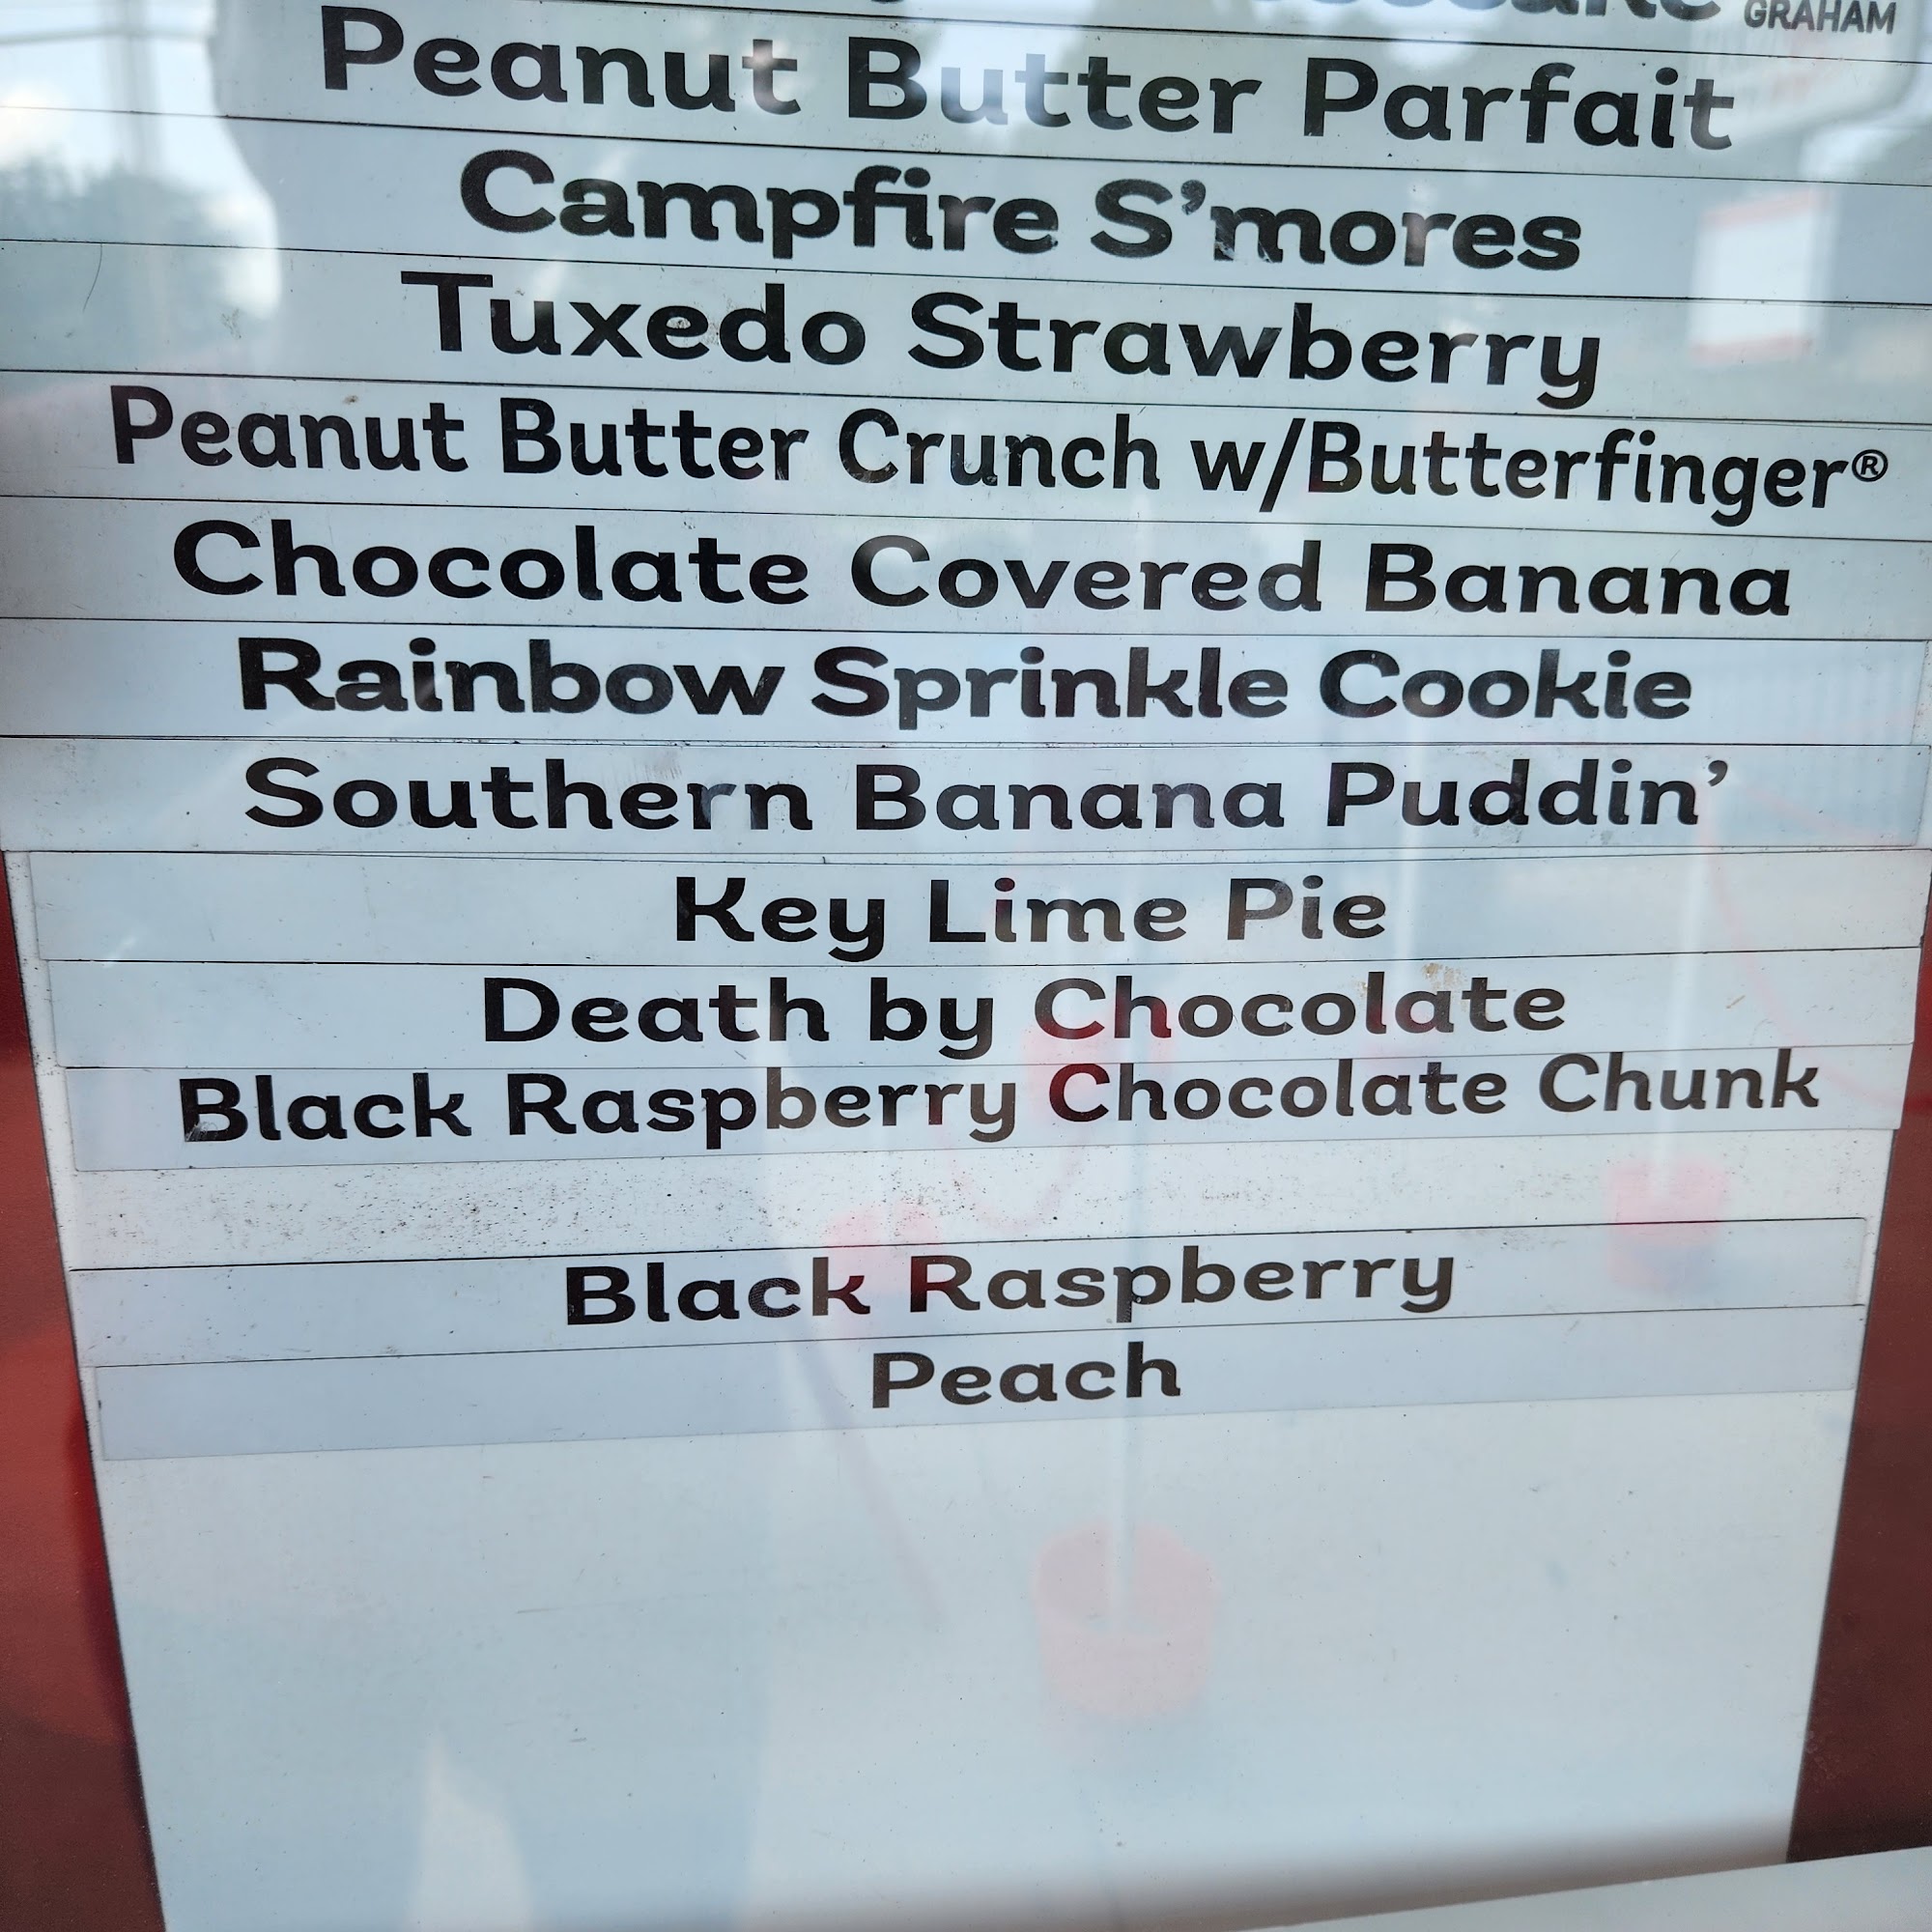 GRAHAM
Peanut Butter Parfait
Campfire S’mores
Tuxedo Strawberry
Peanut Butter Crunch w/Butterfinger®
Chocolate Covered Banana
Rainbow Sprinkle Cookie
Southern Banana Puddin’
Key Lime Pie
Death by Chocolate
Black Raspberry Chocolate Chunk
Black Raspberry
Peach